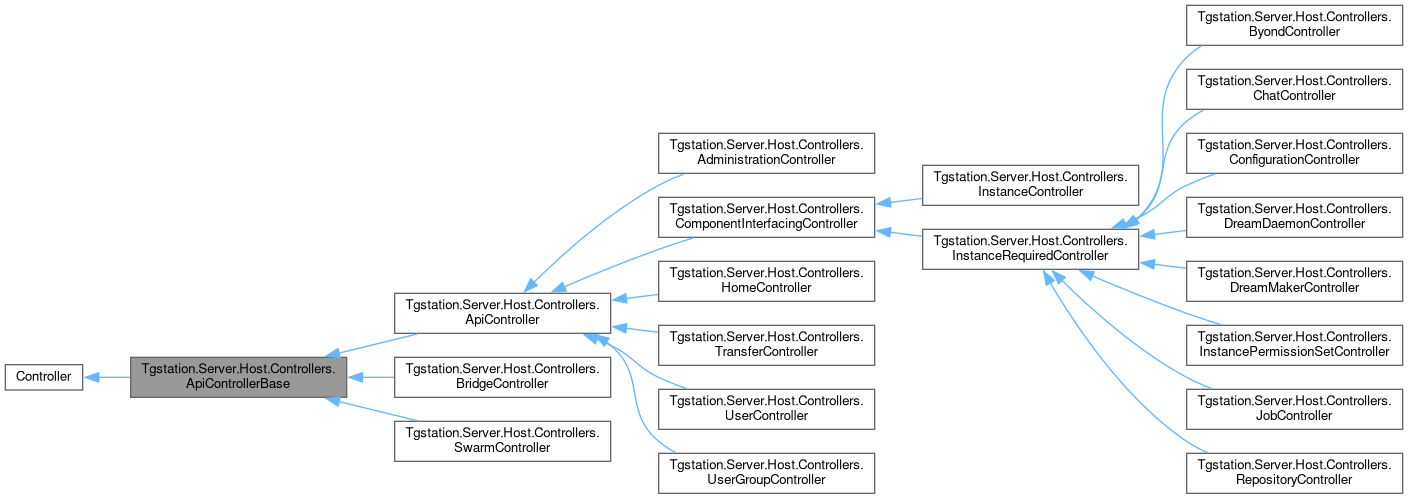 Controller
Tgstation.Server.Host.Controllers.
ApiControllerBase
Tgstation.Server.Host.Controllers.
ApiController
Tgstation.Server.Host.Controllers.
BridgeController
Tgstation.Server.Host.Controllers.
SwarmController
Tgstation.Server.Host.Controllers.
AdministrationController
Tgstation.Server.Host.Controllers.
ComponentInterfacingController
Tgstation.Server.Host.Controllers.
HomeController
Tgstation.Server.Host.Controllers.
TransferController
Tgstation.Server.Host.Controllers.
UserController
Tgstation.Server.Host.Controllers.
UserGroupController
Tgstation.Server.Host.Controllers.
InstanceController
Tgstation.Server.Host.Controllers.
InstanceRequiredController
Tgstation.Server.Host.Controllers.
ByondController
Tgstation.Server.Host.Controllers.
ChatController
Tgstation.Server.Host.Controllers.
ConfigurationController
Tgstation.Server.Host.Controllers.
DreamDaemonController
Tgstation.Server.Host.Controllers.
DreamMakerController
Tgstation.Server.Host.Controllers.
InstancePermissionSetController
Tgstation.Server.Host.Controllers.
JobController
Tgstation.Server.Host.Controllers.
RepositoryController